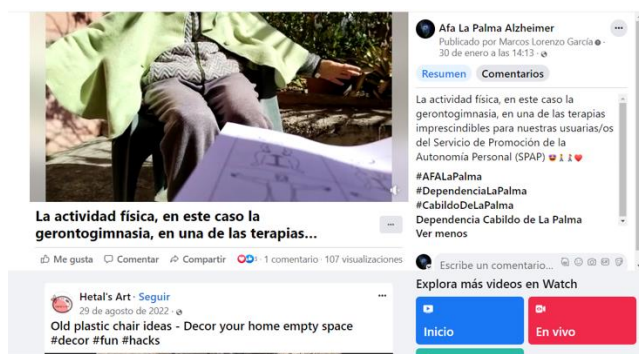 La actividad física, en este caso la
gerontogimnasia, en una de las terapias...
Me gusta Comentar Compartir 1 comentario · 107 visualizaciones
Hetal's Art · Seguir
29 de agosto de 2022 ·
Old plastic chair ideas - Decor your home empty space
#decor #fun #hacks
Afa La Palma Alzheimer
Publicado por Marcos Lorenzo García
30 de enero a las 14:13 ·
Resumen Comentarios
La actividad física, en este caso la
gerontogimnasia, en una de las terapias
imprescindibles para nuestras usuarias/os
del Servicio de Promoción de la
Autonomía Personal (SPAP)
#AFALaPalma
#DependenciaLaPalma
#CabildoDeLaPalma
Dependencia Cabildo de La Palma
Ver menos
Escribe un comentario...
Explora más videos en Watch
Inicio
En vivo